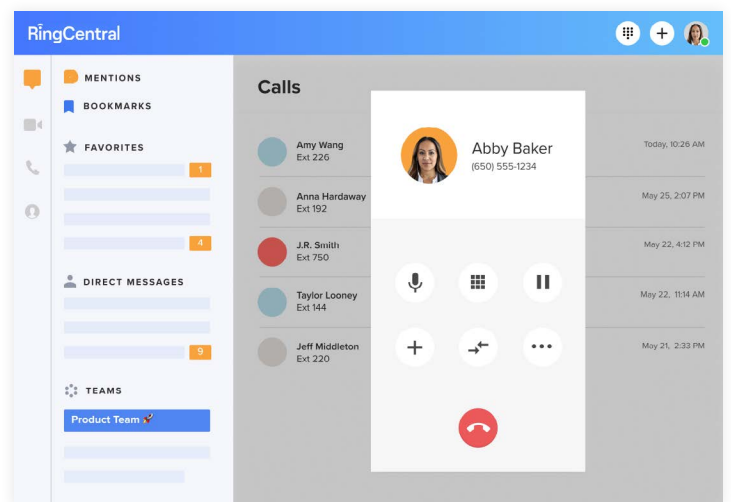 RingCentral
MENTIONS
BOOKMARKS
FAVORITES
1
4
DIRECT MESSAGES
9
TEAMS
Product Team 🚀
Calls
Amy Wang
Ext 226
Today, 10:26 AM
Anna Hardaway
Ext 192
May 25, 2:07 PM
J.R. Smith
Ext 750
May 22, 4:12 PM
Taylor Looney
Ext 144
May 22, 11:14 AM
Jeff Middleton
Ext 220
May 21, 2:33 PM
Abby Baker
(650) 555-1234